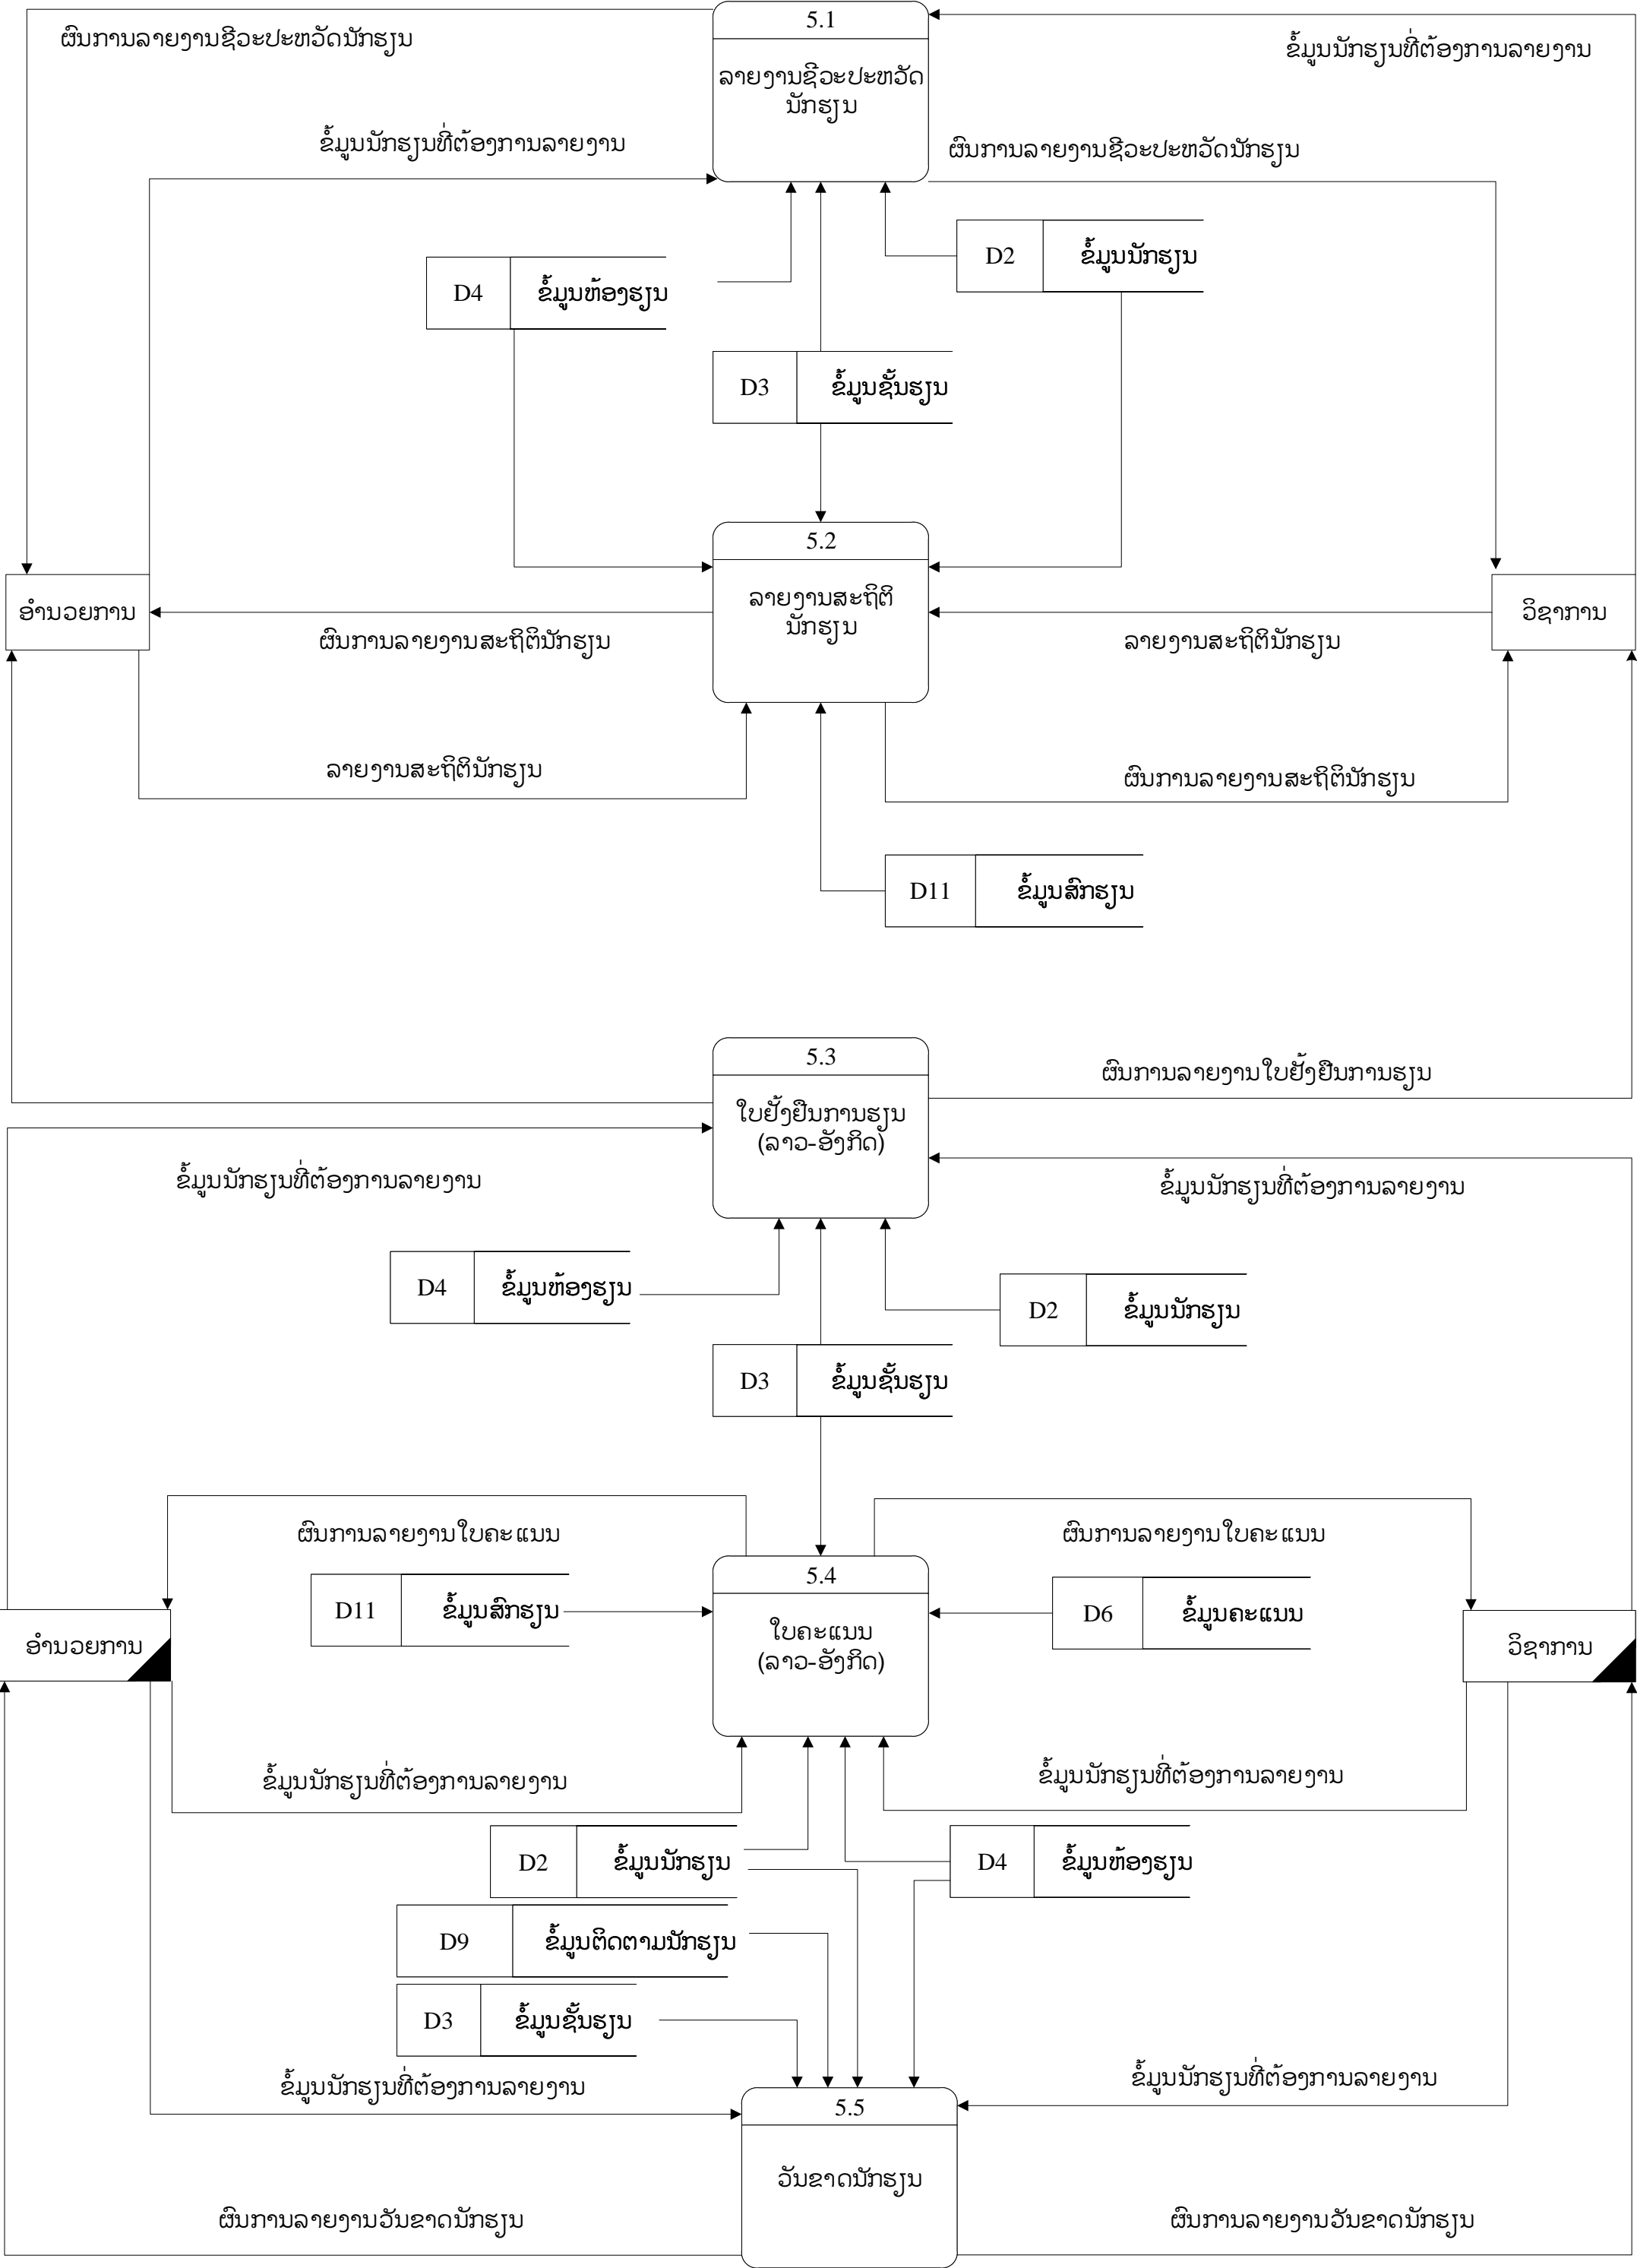 5.1
ຜົນການລາຍງານຊີວະປະຫວັດນັກຮຽນ
ຂໍ້ມູນນັກຮຽນທີ່ຕ້ອງການລາຍງານ
ລາຍງານຊີວະປະຫວັດ
ນັກຮຽນ
ຂໍ້ມູນນັກຮຽນທີ່ຕ້ອງການລາຍງານ
ຜົນການລາຍງານຊີວະປະຫວັດນັກຮຽນ
D2 ຂໍ້ມູນນັກຮຽນ
D4 ຂໍ້ມູນຫ້ອງຮຽນ
D3 ຂໍ້ມູນຊັ້ນຮຽນ
5.2
ລາຍງານສະຖິຕິ
ນັກຮຽນ
ອຳນວຍການ
ວິຊາການ
ຜົນການລາຍງານສະຖິຕິນັກຮຽນ
ລາຍງານສະຖິຕິນັກຮຽນ
ລາຍງານສະຖິຕິນັກຮຽນ
ຜົນການລາຍງານສະຖິຕິນັກຮຽນ
D11 ຂໍ້ມູນສົກຮຽນ
5.3
ຜົນການລາຍງານໃບຢັ້ງຢືນການຮຽນ
ໃບຢັ້ງຢືນການຮຽນ
(ລາວ-ອັງກິດ)
ຂໍ້ມູນນັກຮຽນທີ່ຕ້ອງການລາຍງານ
ຂໍ້ມູນນັກຮຽນທີ່ຕ້ອງການລາຍງານ
D4 ຂໍ້ມູນຫ້ອງຮຽນ
D2 ຂໍ້ມູນນັກຮຽນ
D3 ຂໍ້ມູນຊັ້ນຮຽນ
ຜົນການລາຍງານໃບຄະແນນ
ຜົນການລາຍງານໃບຄະແນນ
5.4
D11 ຂໍ້ມູນສົກຮຽນ
D6 ຂໍ້ມູນຄະແນນ
ໃບຄະແນນ
(ລາວ-ອັງກິດ)
ອຳນວຍການ
ວິຊາການ
ຂໍ້ມູນນັກຮຽນທີ່ຕ້ອງການລາຍງານ
ຂໍ້ມູນນັກຮຽນທີ່ຕ້ອງການລາຍງານ
D2 ຂໍ້ມູນນັກຮຽນ
D4 ຂໍ້ມູນຫ້ອງຮຽນ
D9 ຂໍ້ມູນຕິດຕາມນັກຮຽນ
D3 ຂໍ້ມູນຊັ້ນຮຽນ
ຂໍ້ມູນນັກຮຽນທີ່ຕ້ອງການລາຍງານ
ຂໍ້ມູນນັກຮຽນທີ່ຕ້ອງການລາຍງານ
5.5
ວັນຂາດນັກຮຽນ
ຜົນການລາຍງານວັນຂາດນັກຮຽນ
ຜົນການລາຍງານວັນຂາດນັກຮຽນ